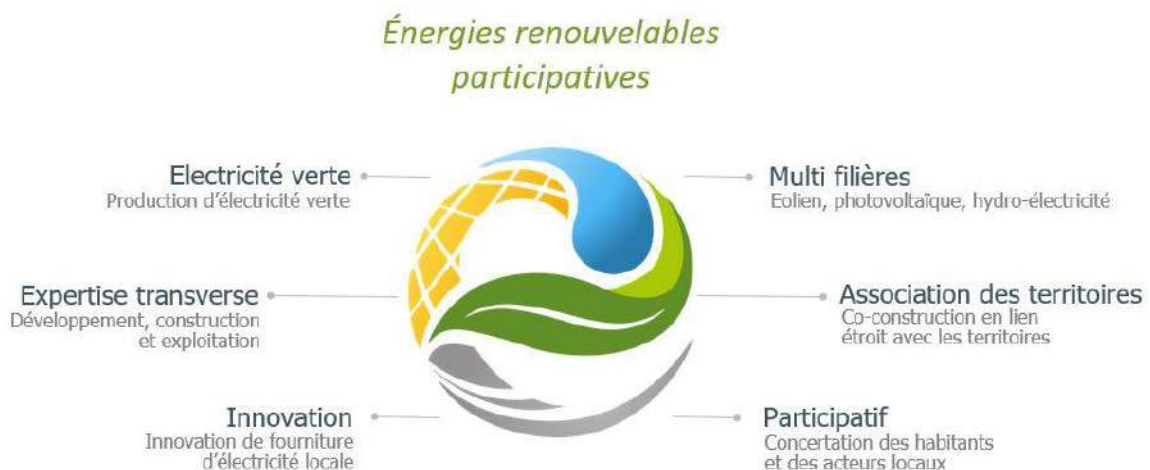 Énergies renouvelables
participatives
Electricité verte
Production d'électricité verte
Multi filières
Eolien, photovoltaïque, hydro-électricité
Expertise transverse
Développement, construction
et exploitation
Association des territoires
Co-construction en lien
étroit avec les territoires
Innovation
Innovation de fourniture
d'électricité locale
Participatif
Concertation des habitants
et des acteurs locaux